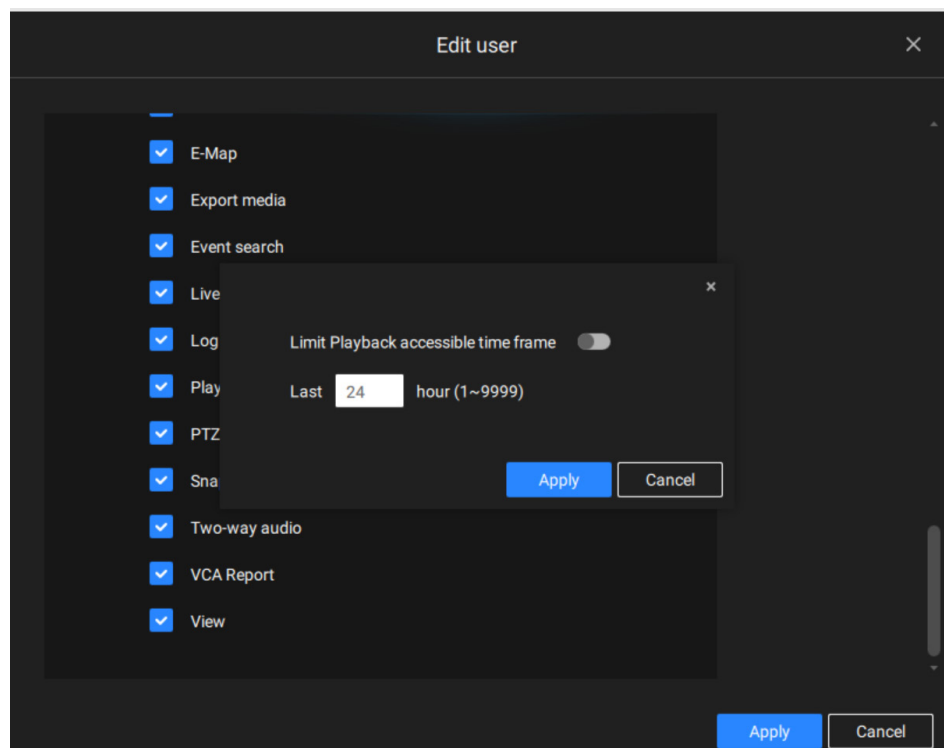 Edit user
E-Map
Export media
Event search
Live
Log
Play
PTZ
Sna
Limit Playback accessible time frame
Last 24 hour (1~9999)
Apply Cancel
Two-way audio
VCA Report
View
Apply Cancel